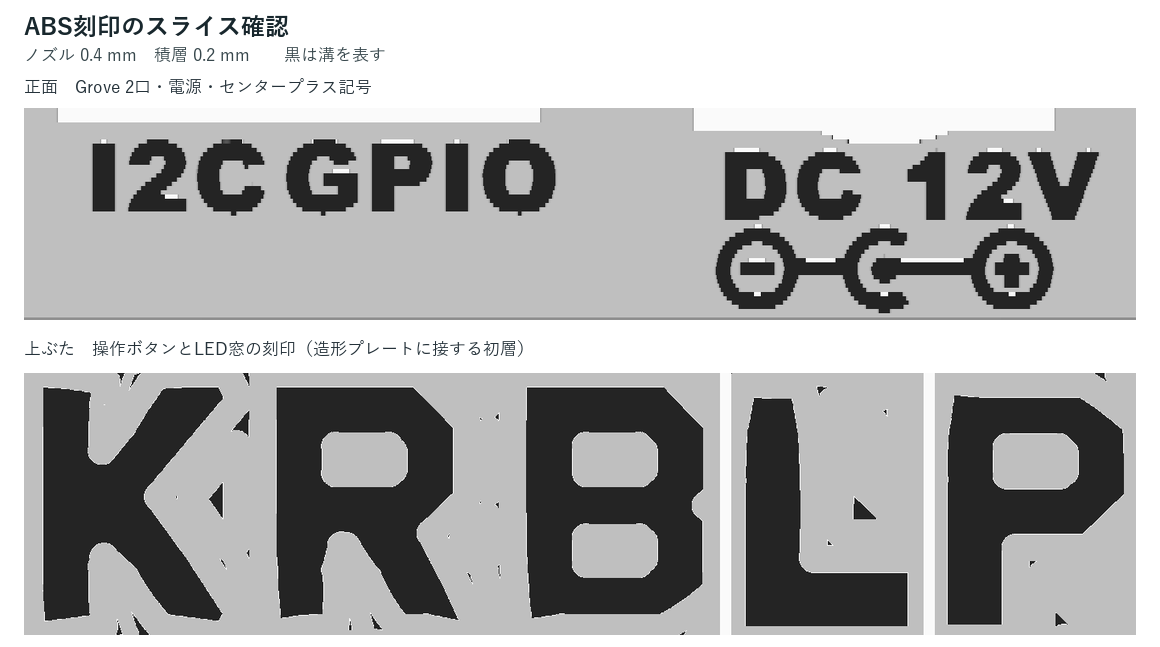 ABS刻印のスライス確認
ノズル 0.4 mm　積層 0.2 mm　　黒は溝を表す
正面　Grove 2口・電源・センタープラス記号
I2C GPIO
DC 12V
上ぶた　操作ボタンとLED窓の刻印（造形プレートに接する初層）
K R B L P